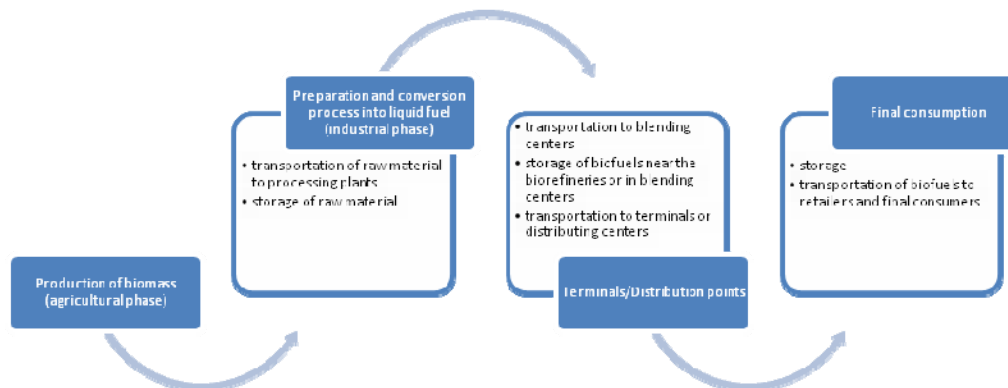 Production of biomass
(agricultural phase)
Preparation and conversion
process into liquid fuel
(industrial phase)
• transportation of raw material
to processing plants
• storage of raw material
• transportation to blending
centers
• storage of biofuels near the
biorefineries or in blending
centers
• transportation to terminals or
distributing centers
Terminals/Distribution points
Final consumption
• storage
• transportation of biofuels to
retailers and final consumers